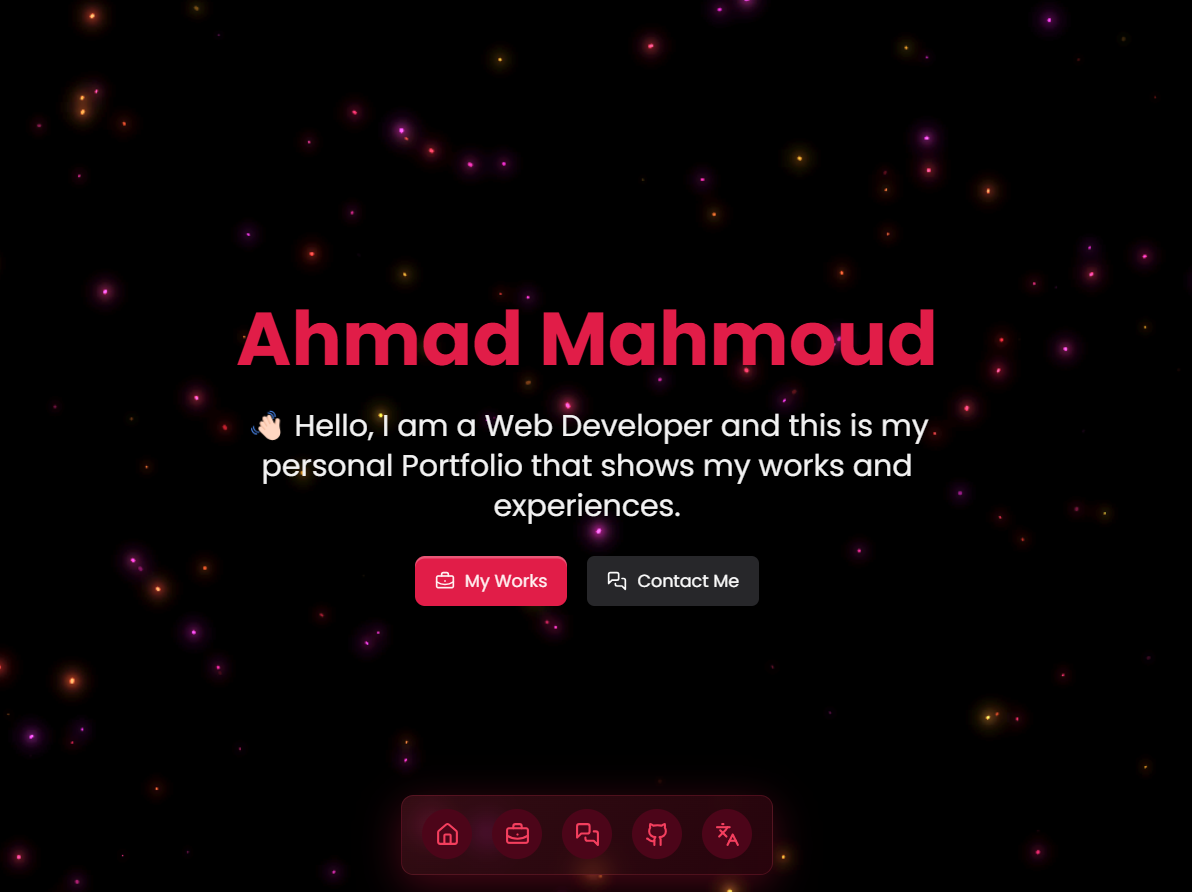 Ahmad Mahmoud
👋🏻 Hello, I am a Web Developer and this is my
personal Portfolio that shows my works and
experiences.
My Works
Contact Me